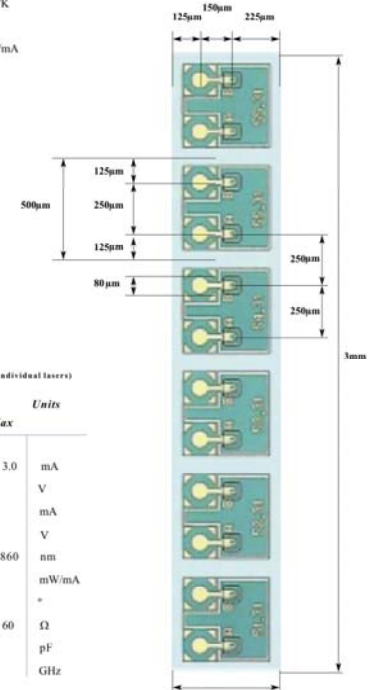 /K
/mA
150µm
125µm
225µm
125µm
500µm
250µm
125µm
250µm
80µm
250µm
3mm
ndividual lasers)
Units
ax
3.0 mA
V
mA
V
860 nm
mW/mA
°
60 Ω
pF
GHz